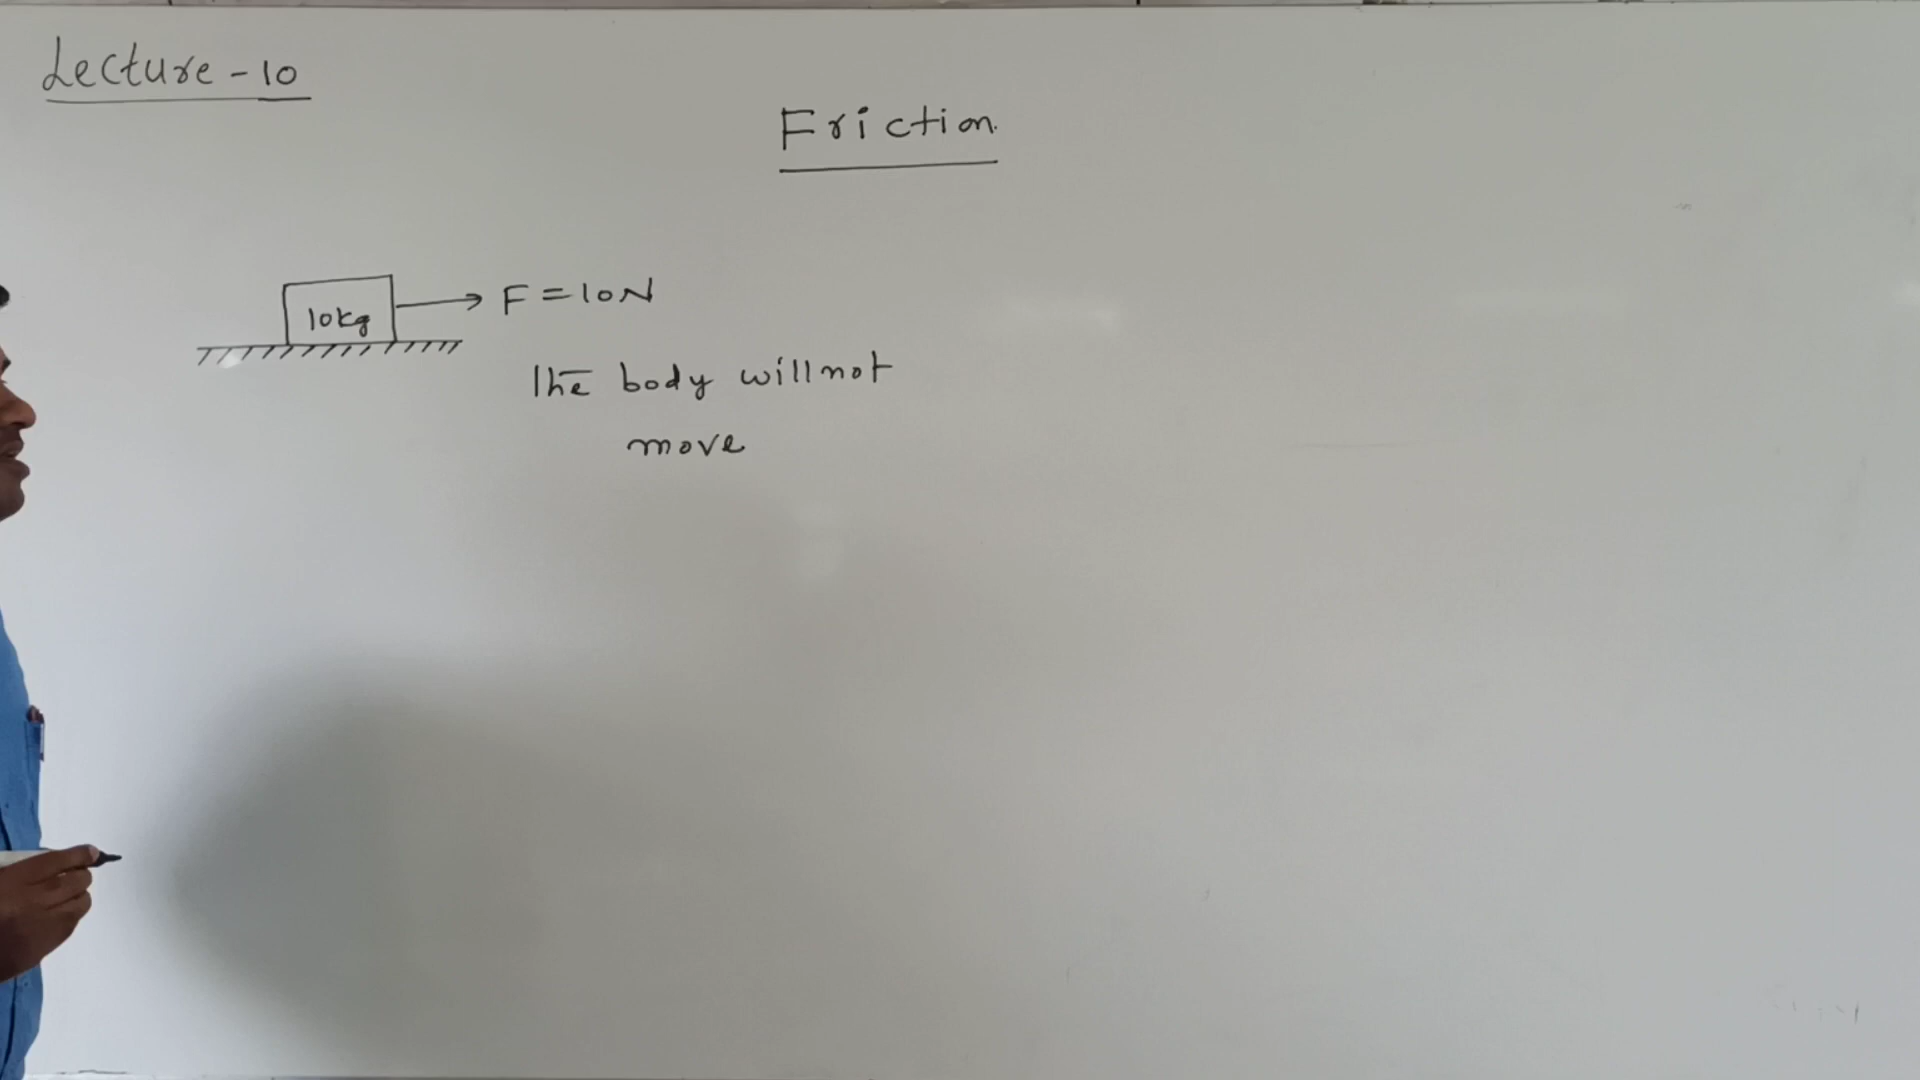 Lecture - 10
Friction.
10kg
F = 10N
The body will not
move